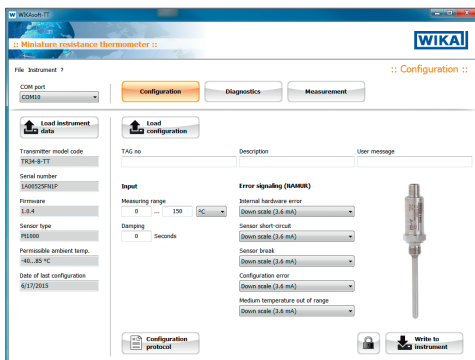 WIKAsoft-TT
:: Miniature resistance thermometer ::
WIKAI
File Instrument ?
:: Configuration ::
COM port
COM10
Configuration
Diagnostics
Measurement
Load instrument data
Load configuration
Transmitter model code
TR34-B-TT
TAG no
Description
User message
Serial number
1A00525FN1P
Input
Error signaling (NAMUR)
Firmware
1.0.4
Measuring range
0 ... 150 °C
Internal hardware error
Down scale (3.6 mA)
Sensor type
Pt1000
Damping
0 Seconds
Sensor short-circuit
Down scale (3.6 mA)
Permissible ambient temp.
-40...85 °C
Sensor break
Down scale (3.6 mA)
Date of last configuration
6/17/2015
Configuration error
Down scale (3.6 mA)
Medium temperature out of range
Down scale (3.6 mA)
Configuration protocol
Write to instrument